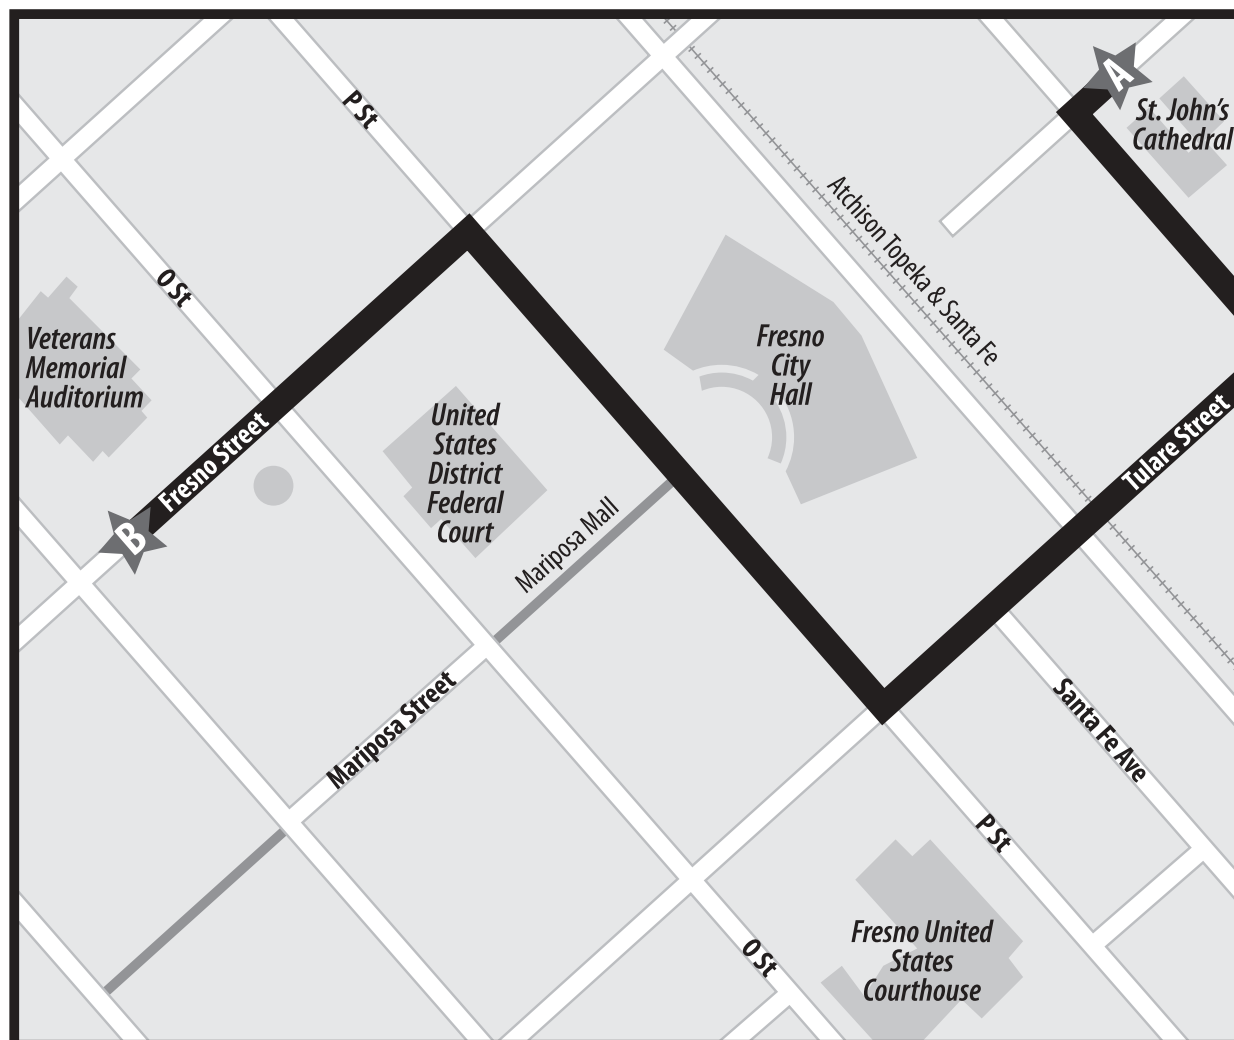 A
St. John's
Cathedral
P St
Atchison Topeka & Santa Fe
O St
Veterans
Memorial
Auditorium
Fresno
City
Hall
Fresno Street
United
States
District
Federal
Court
Tulare Street
B
Mariposa Mall
Mariposa Street
Santa Fe Ave
P St
O St
Fresno United
States
Courthouse